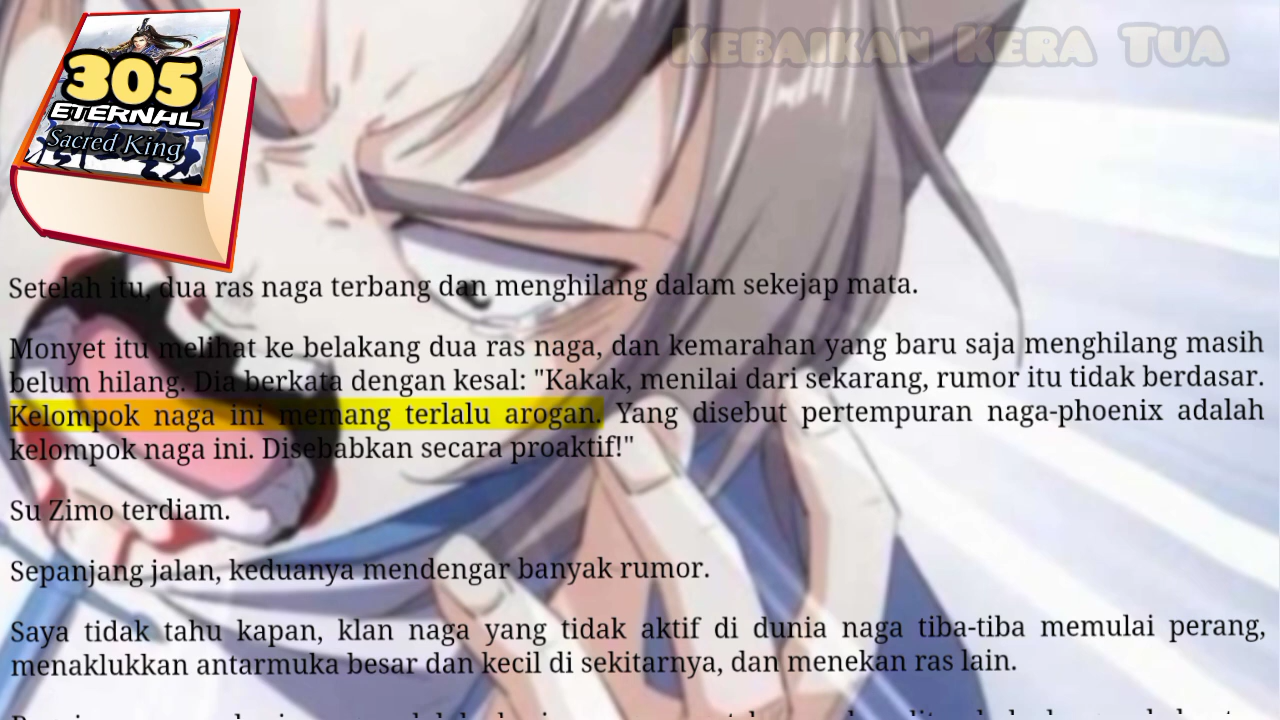 KEBAIKAN KERA TUA
305
ETERNAL
Sacred King
Setelah itu, dua ras naga terbang dan menghilang dalam sekejap mata.
Monyet itu melihat ke belakang dua ras naga, dan kemarahan yang baru saja menghilang masih
belum hilang. Dia berkata dengan kesal: "Kakak, menilai dari sekarang, rumor itu tidak berdasar.
Kelompok naga ini memang terlalu arogan. Yang disebut pertempuran naga-phoenix adalah
kelompok naga ini. Disebabkan secara proaktif!"
Su Zimo terdiam.
Sepanjang jalan, keduanya mendengar banyak rumor.
Saya tidak tahu kapan, klan naga yang tidak aktif di dunia naga tiba-tiba memulai perang,
menaklukkan antarmuka besar dan kecil di sekitarnya, dan menekan ras lain.